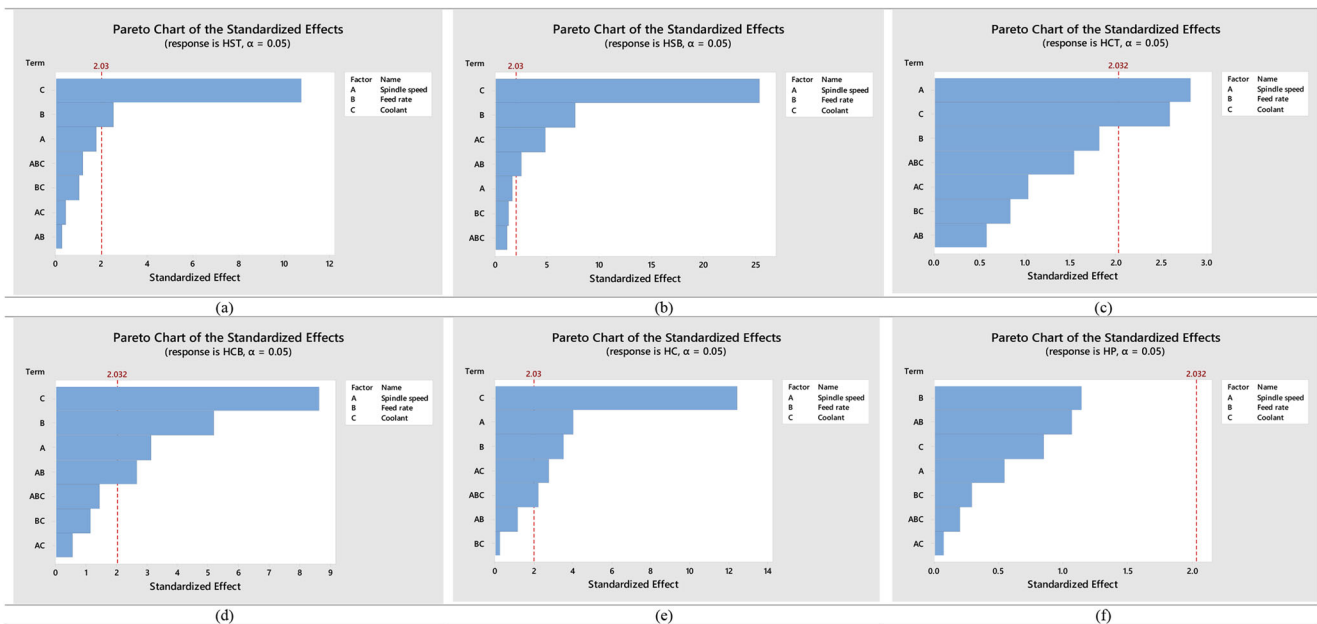 Pareto Chart of the Standardized Effects
(response is HST, α = 0.05)
Term
2.03
C
B
A
ABC
BC
AC
AB
0 2 4 6 8 10 12
Standardized Effect
Factor Name
A Spindle speed
B Feed rate
C Coolant
(a)
Pareto Chart of the Standardized Effects
(response is HSB, α = 0.05)
Term
2.03
C
B
AC
AB
A
BC
ABC
0 5 10 15 20 25
Standardized Effect
Factor Name
A Spindle speed
B Feed rate
C Coolant
(b)
Pareto Chart of the Standardized Effects
(response is HCT, α = 0.05)
Term
2.032
A
C
B
ABC
AC
BC
AB
0.0 0.5 1.0 1.5 2.0 2.5 3.0
Standardized Effect
Factor Name
A Spindle speed
B Feed rate
C Coolant
(c)
Pareto Chart of the Standardized Effects
(response is HCB, α = 0.05)
Term
2.032
C
B
A
AB
ABC
BC
AC
0 1 2 3 4 5 6 7 8 9
Standardized Effect
Factor Name
A Spindle speed
B Feed rate
C Coolant
(d)
Pareto Chart of the Standardized Effects
(response is HC, α = 0.05)
Term
2.03
C
A
B
AC
ABC
AB
BC
0 2 4 6 8 10 12 14
Standardized Effect
Factor Name
A Spindle speed
B Feed rate
C Coolant
(e)
Pareto Chart of the Standardized Effects
(response is HP, α = 0.05)
Term
2.032
B
AB
C
A
BC
ABC
AC
0.0 0.5 1.0 1.5 2.0
Standardized Effect
Factor Name
A Spindle speed
B Feed rate
C Coolant
(f)